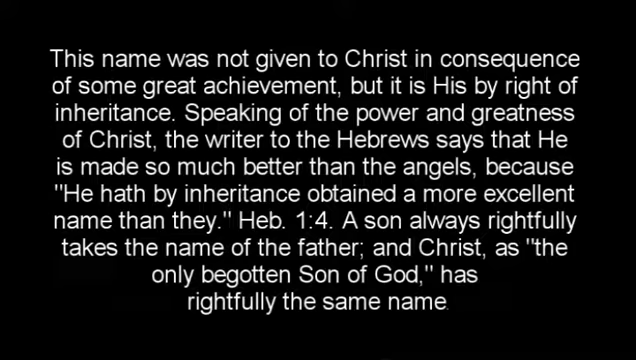 This name was not given to Christ in consequence
of some great achievement, but it is His by right of
inheritance. Speaking of the power and greatness
of Christ, the writer to the Hebrews says that He
is made so much better than the angels, because
"He hath by inheritance obtained a more excellent
name than they." Heb. 1:4. A son always rightfully
takes the name of the father; and Christ, as "the
only begotten Son of God," has
rightfully the same name.